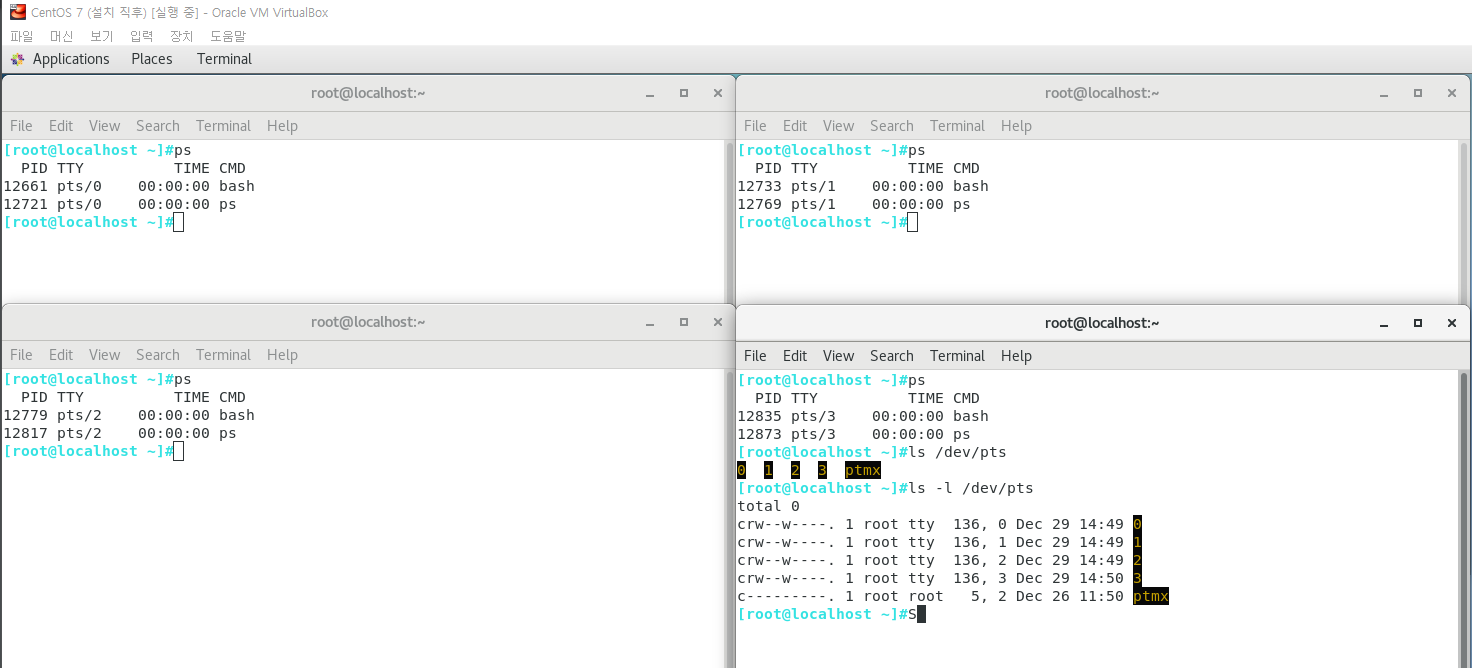 CentOS 7 (설치 직후) [실행 중] - Oracle VM VirtualBox
파일 머신 보기 입력 장치 도움말
Applications Places Terminal
root@localhost:~
File Edit View Search Terminal Help
[root@localhost ~]#ps
  PID TTY          TIME CMD
12661 pts/0    00:00:00 bash
12721 pts/0    00:00:00 ps
[root@localhost ~]#
root@localhost:~
File Edit View Search Terminal Help
[root@localhost ~]#ps
  PID TTY          TIME CMD
12733 pts/1    00:00:00 bash
12769 pts/1    00:00:00 ps
[root@localhost ~]#
root@localhost:~
File Edit View Search Terminal Help
[root@localhost ~]#ps
  PID TTY          TIME CMD
12779 pts/2    00:00:00 bash
12817 pts/2    00:00:00 ps
[root@localhost ~]#
root@localhost:~
File Edit View Search Terminal Help
[root@localhost ~]#ps
  PID TTY          TIME CMD
12835 pts/3    00:00:00 bash
12873 pts/3    00:00:00 ps
[root@localhost ~]#ls /dev/pts
0  1  2  3  ptmx
[root@localhost ~]#ls -l /dev/pts
total 0
crw--w----. 1 root tty  136, 0 Dec 29 14:49 0
crw--w----. 1 root tty  136, 1 Dec 29 14:49 1
crw--w----. 1 root tty  136, 2 Dec 29 14:49 2
crw--w----. 1 root tty  136, 3 Dec 29 14:50 3
c---------. 1 root root   5, 2 Dec 26 11:50 ptmx
[root@localhost ~]#S